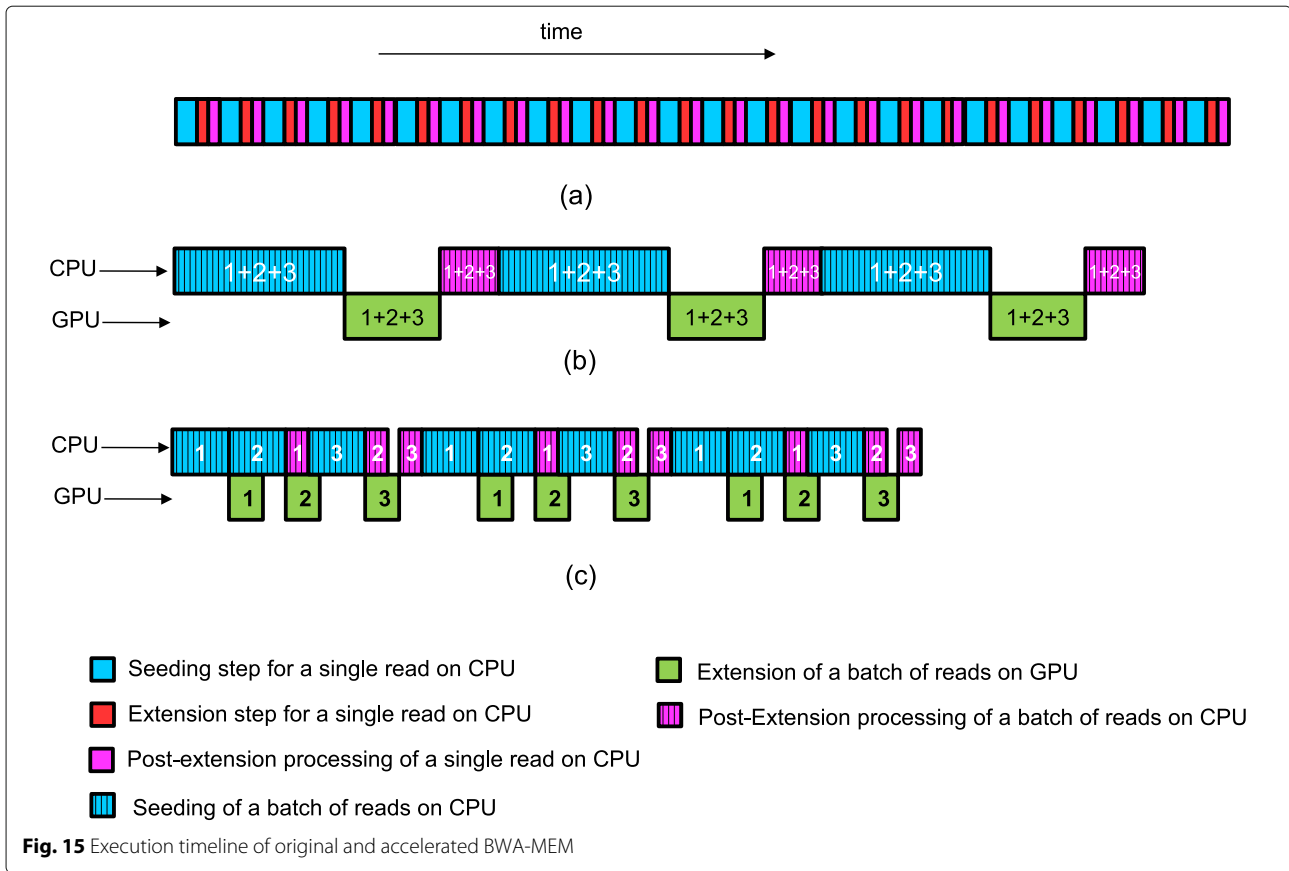 time
(a)
CPU
1+2+3 1+2+3 1+2+3 1+2+3 1+2+3 1+2+3
GPU
1+2+3 1+2+3 1+2+3
(b)
CPU
1 2 1 3 2 3 1 2 1 3 2 3 1 2 1 3 2 3
GPU
1 2 3 1 2 3 1 2 3
(c)
Seeding step for a single read on CPU
Extension step for a single read on CPU
Post-extension processing of a single read on CPU
Seeding of a batch of reads on CPU
Extension of a batch of reads on GPU
Post-Extension processing of a batch of reads on CPU
Fig. 15 Execution timeline of original and accelerated BWA-MEM